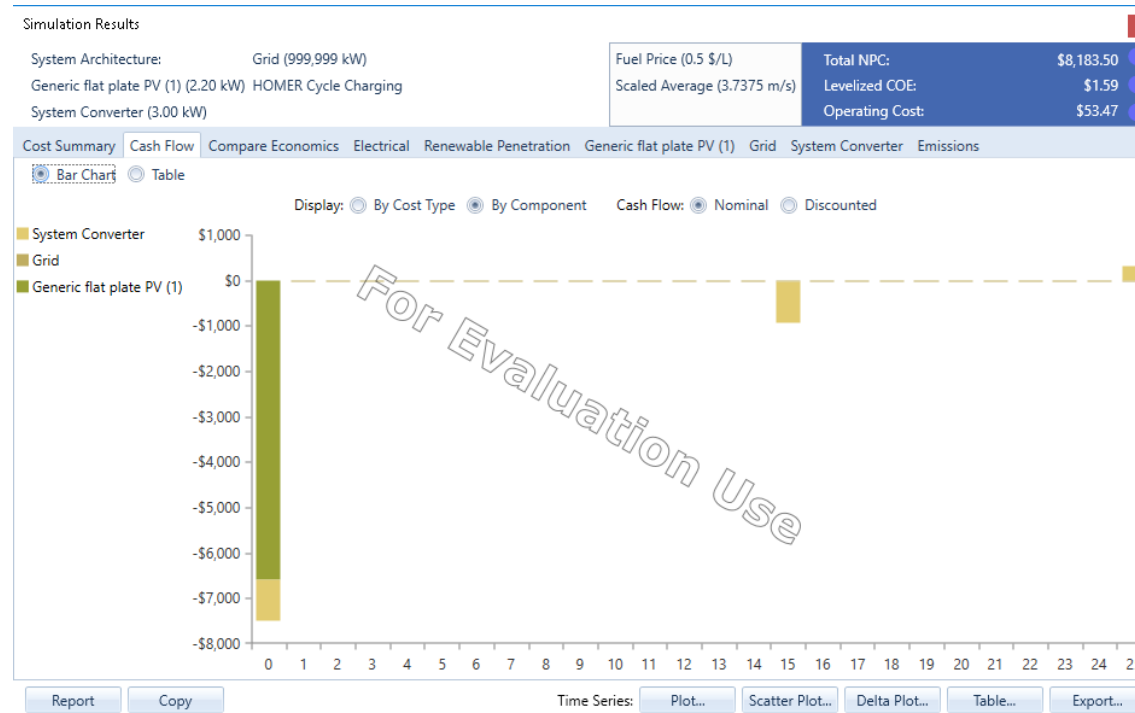 Simulation Results
System Architecture: Grid (999,999 kW)
Generic flat plate PV (1) (2.20 kW) HOMER Cycle Charging
System Converter (3.00 kW)
Fuel Price (0.5 $/L)
Scaled Average (3.7375 m/s)
Total NPC: $8,183.50
Levelized COE: $1.59
Operating Cost: $53.47
Cost Summary Cash Flow Compare Economics Electrical Renewable Penetration Generic flat plate PV (1) Grid System Converter Emissions
Bar Chart Table
Display: By Cost Type By Component Cash Flow: Nominal Discounted
System Converter
Grid
Generic flat plate PV (1)
$1,000
$0
-$1,000
-$2,000
-$3,000
-$4,000
-$5,000
-$6,000
-$7,000
-$8,000
For Evaluation Use
0 1 2 3 4 5 6 7 8 9 10 11 12 13 14 15 16 17 18 19 20 21 22 23 24 2
Report Copy Time Series: Plot... Scatter Plot... Delta Plot... Table... Export...